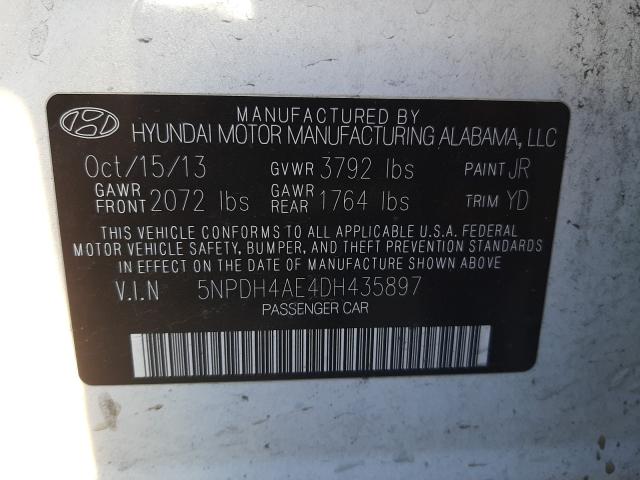 MANUFACTURED BY
HYUNDAI MOTOR MANUFACTURING ALABAMA, LLC
Oct/15/13 GVWR 3792 lbs PAINT JR
GAWR FRONT 2072 lbs GAWR REAR 1764 lbs TRIM YD
THIS VEHICLE CONFORMS TO ALL APPLICABLE U.S.A. FEDERAL
MOTOR VEHICLE SAFETY, BUMPER, AND THEFT PREVENTION STANDARDS
IN EFFECT ON THE DATE OF MANUFACTURE SHOWN ABOVE.
V.I.N 5NPDH4AE4DH435897
PASSENGER CAR